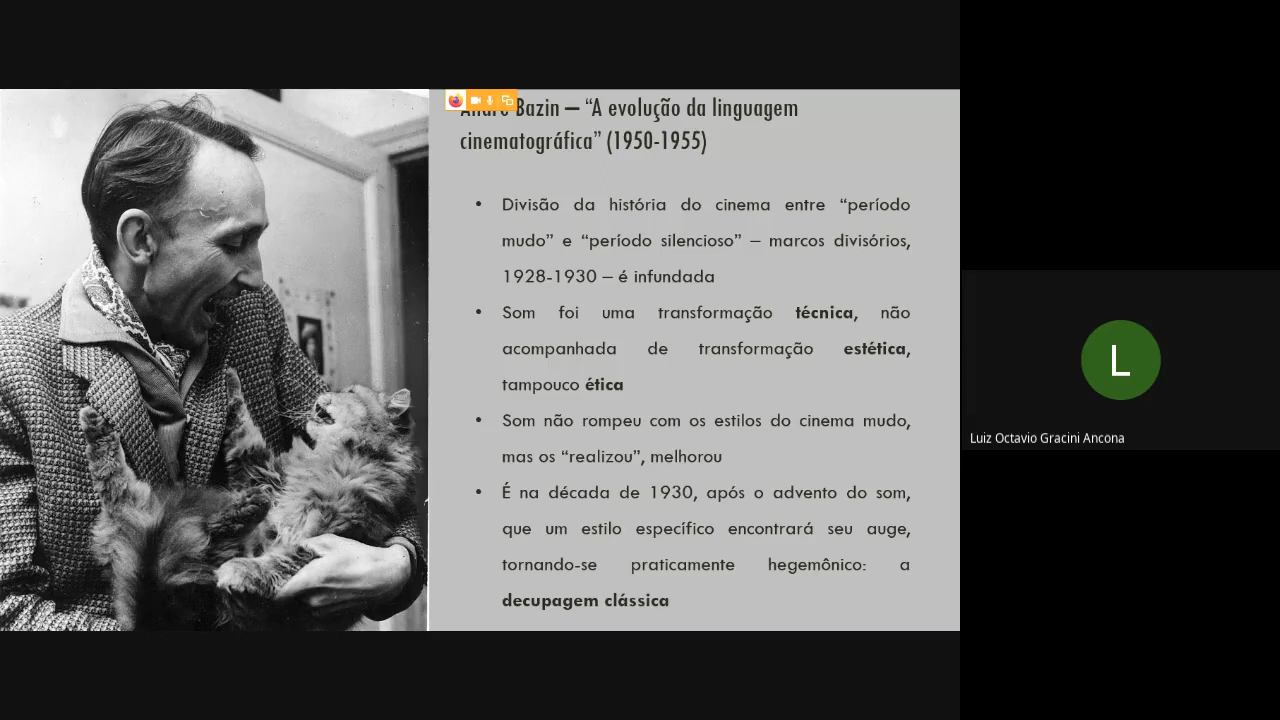 André Bazin – “A evolução da linguagem
cinematográfica” (1950-1955)
• Divisão da história do cinema entre “período
mudo” e “período silencioso” – marcos divisórios,
1928-1930 – é infundada
• Som foi uma transformação técnica, não
acompanhada de transformação estética,
tampouco ética
• Som não rompeu com os estilos do cinema mudo,
mas os “realizou”, melhorou
• É na década de 1930, após o advento do som,
que um estilo específico encontrará seu auge,
tornando-se praticamente hegemônico: a
decupagem clássica
L
Luiz Octavio Gracini Ancona